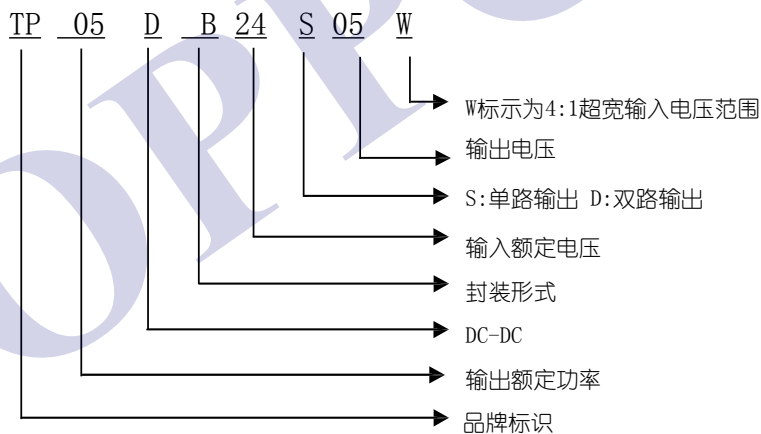 TP 05 D B 24 S 05 W
W标示为4:1超宽输入电压范围
输出电压
S:单路输出 D:双路输出
输入额定电压
封装形式
DC-DC
输出额定功率
品牌标识